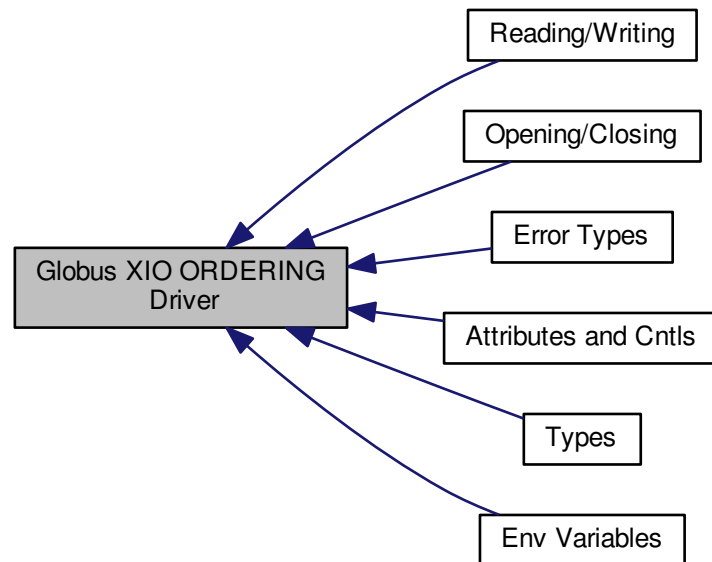 Reading/Writing
Opening/Closing
Error Types
Globus XIO ORDERING
Driver
Attributes and Cntls
Types
Env Variables